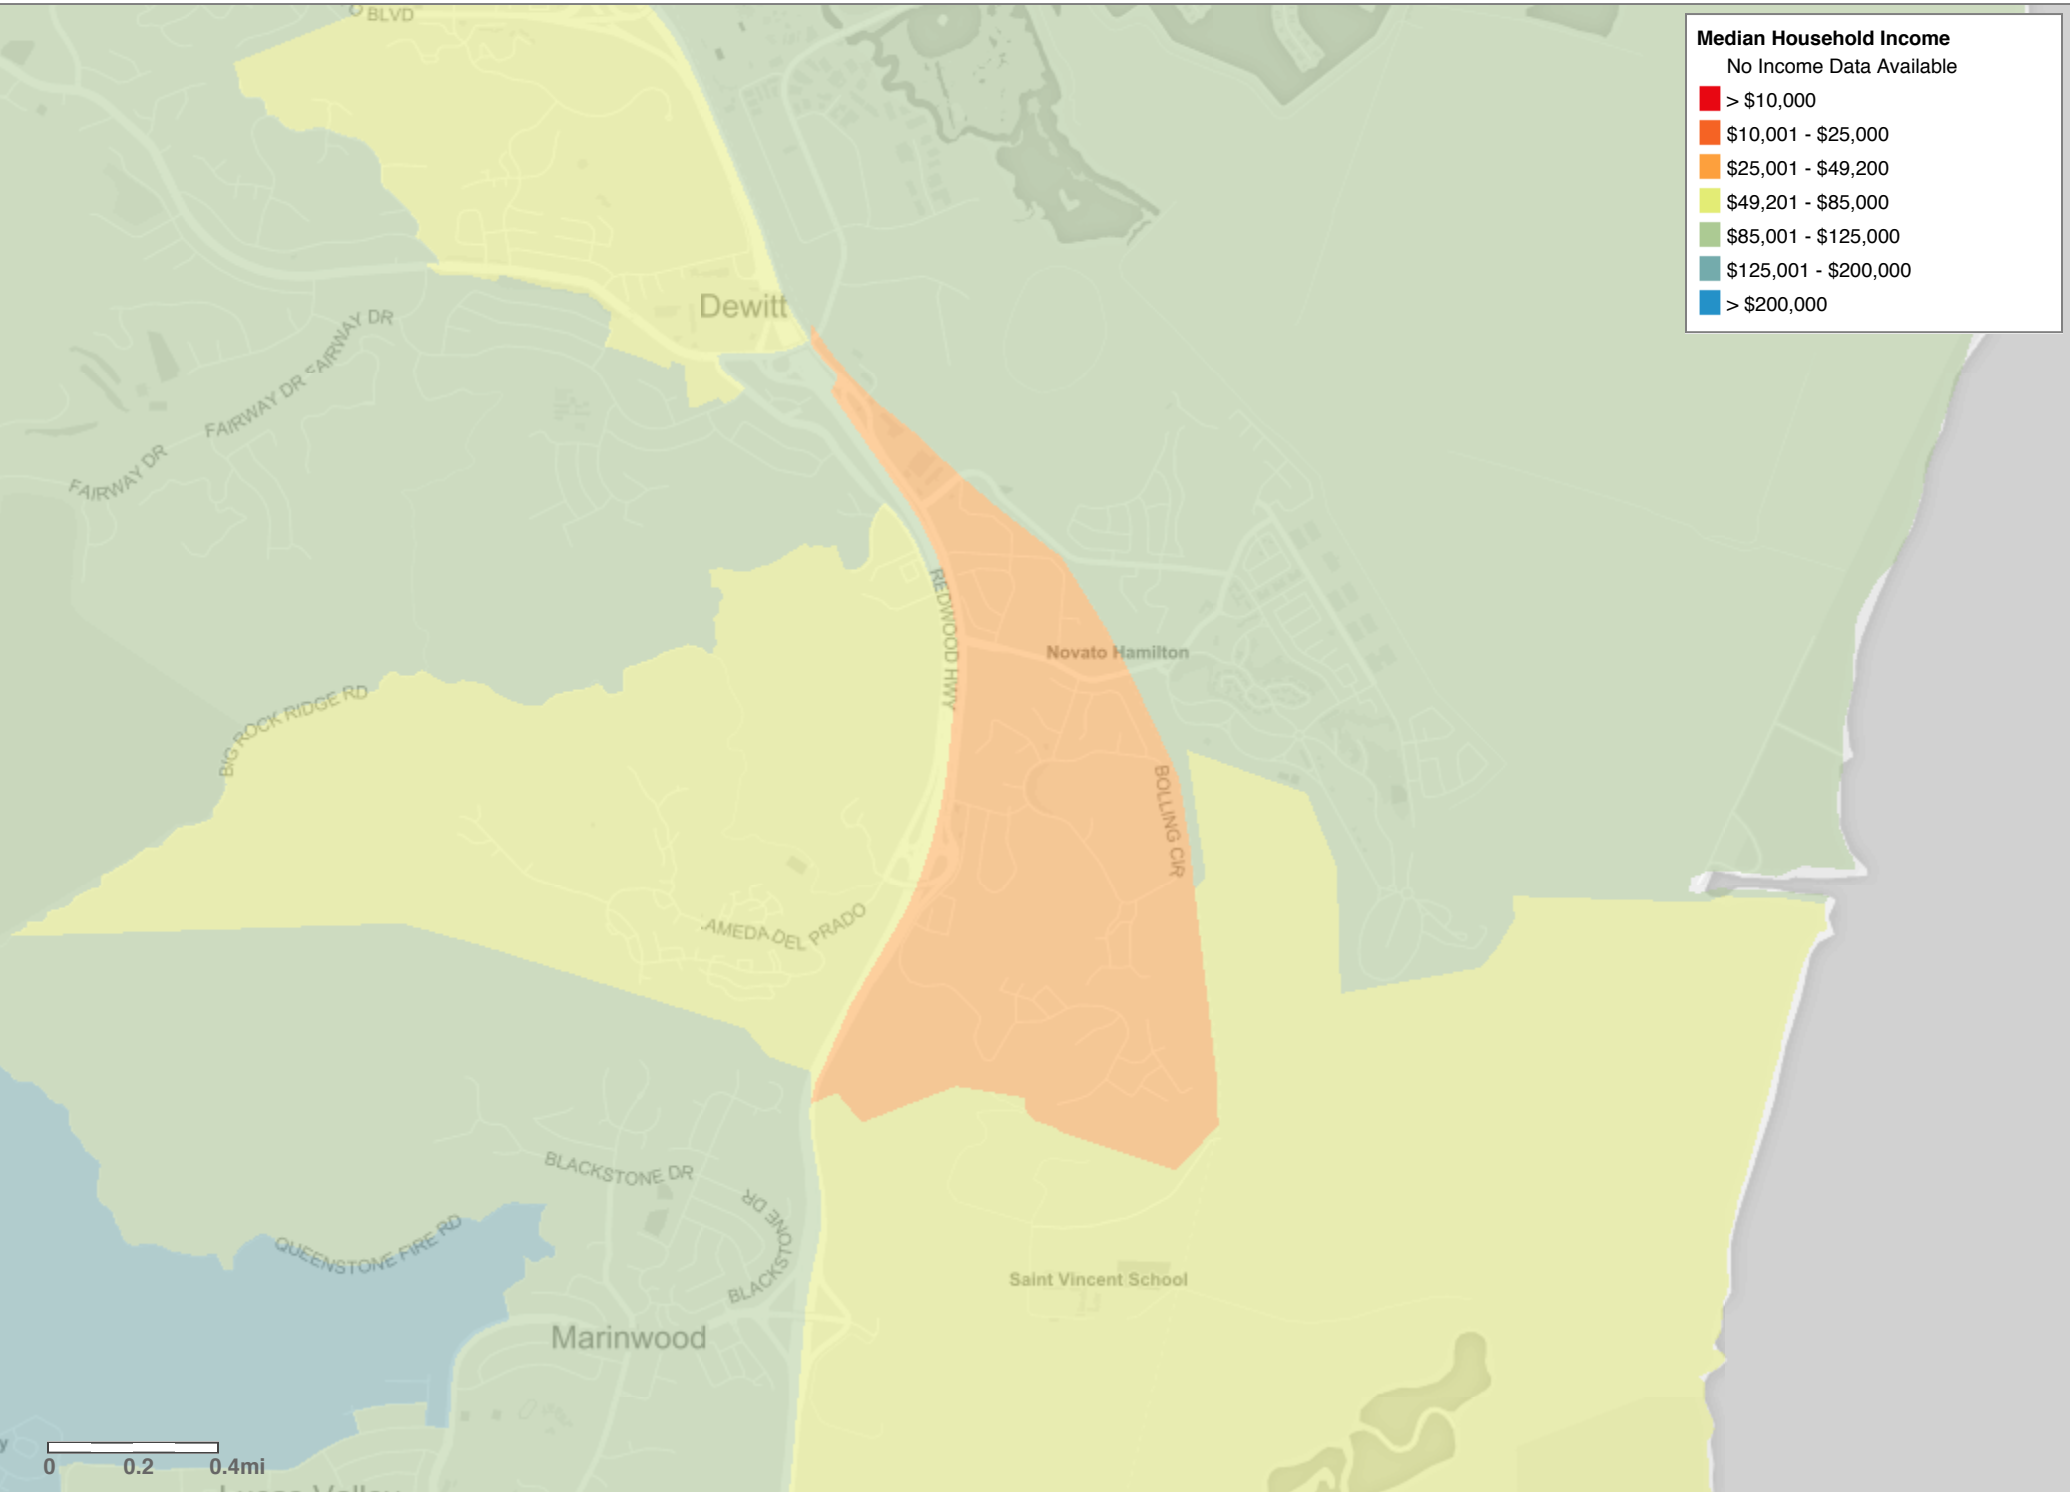 BLVD
Median Household Income
No Income Data Available
> $10,000
$10,001 - $25,000
$25,001 - $49,200
$49,201 - $85,000
$85,001 - $125,000
$125,001 - $200,000
> $200,000
Dewitt
FAIRWAY DR
FAIRWAY DR
FAIRWAY DR
REDWOOD HWY
Novato Hamilton
BIG ROCK RIDGE RD
BOLLING CIR
AMEDA DEL PRADO
BLACKSTONE DR
BLACKSTONE DR
QUEENSTONE FIRE RD
Saint Vincent School
Marinwood
0 0.2 0.4mi
Lucas Valley